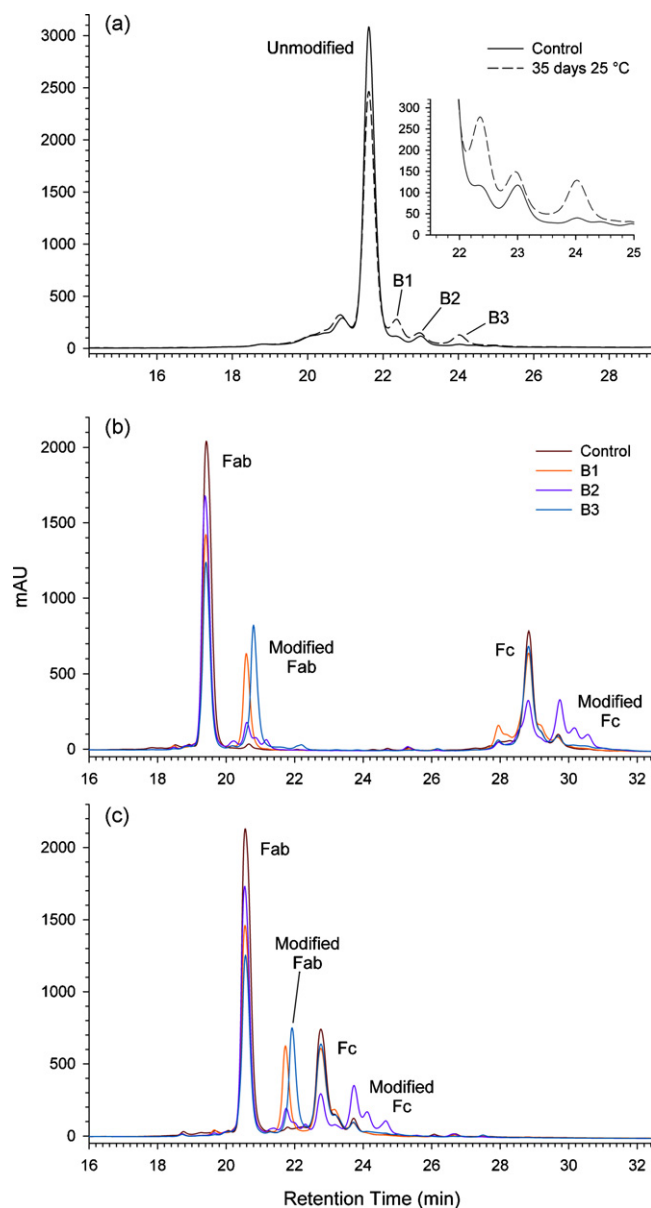 (a)
Unmodified
Control
35 days 25 °C
3000
2500
2000
1500
1000
500
0
300
250
200
150
100
50
0
22 23 24 25
B1
B2
B3
16 18 20 22 24 26 28
(b)
Fab
Control
B1
B2
B3
2000
1500
1000
500
0
Modified
Fab
Fc
Modified
Fc
mAU
16 18 20 22 24 26 28 30 32
(c)
Fab
2000
1500
1000
500
0
Modified
Fab
Fc
Modified
Fc
16 18 20 22 24 26 28 30 32
Retention Time (min)